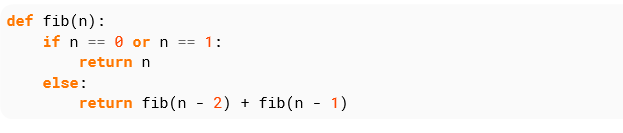 def fib(n):
    if n == 0 or n == 1:
        return n
    else:
        return fib(n - 2) + fib(n - 1)